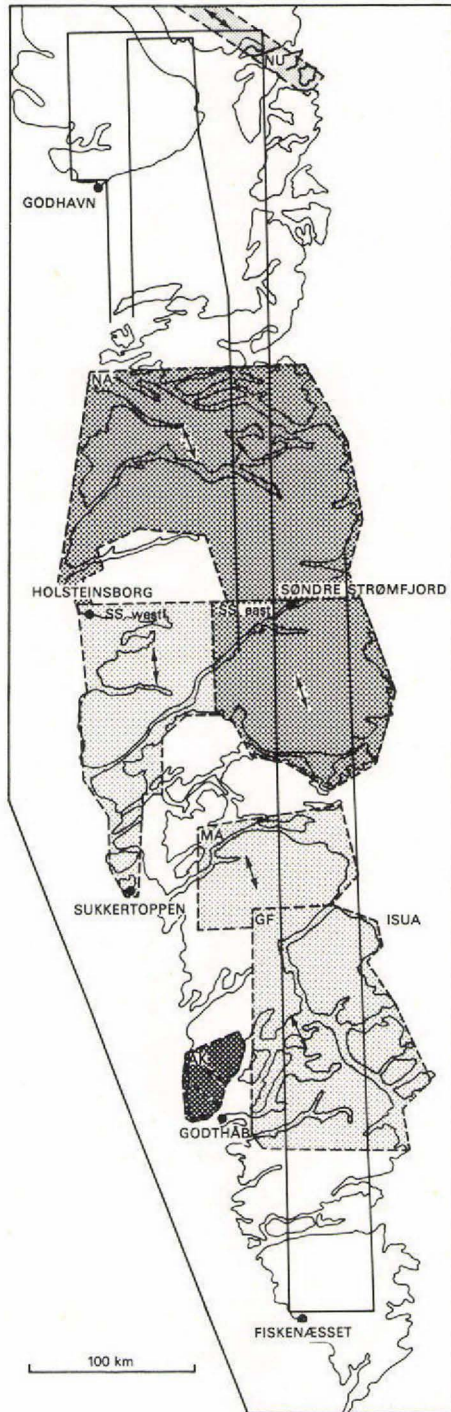 NU
GODHAVN
NA
HOLSTEINSBORG
SØNDRE STRØMFJORD
SS, west
SS, east
MA
SUKKERTOPPEN
GF
ISUA
AK
GODTHÅB
FISKENÆSSET
100 km